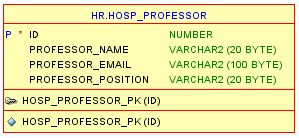 HR.HOSP_PROFESSOR
P * ID NUMBER
PROFESSOR_NAME VARCHAR2 (20 BYTE)
PROFESSOR_EMAIL VARCHAR2 (100 BYTE)
PROFESSOR_POSITION VARCHAR2 (20 BYTE)
HOSP_PROFESSOR_PK (ID)
HOSP_PROFESSOR_PK (ID)